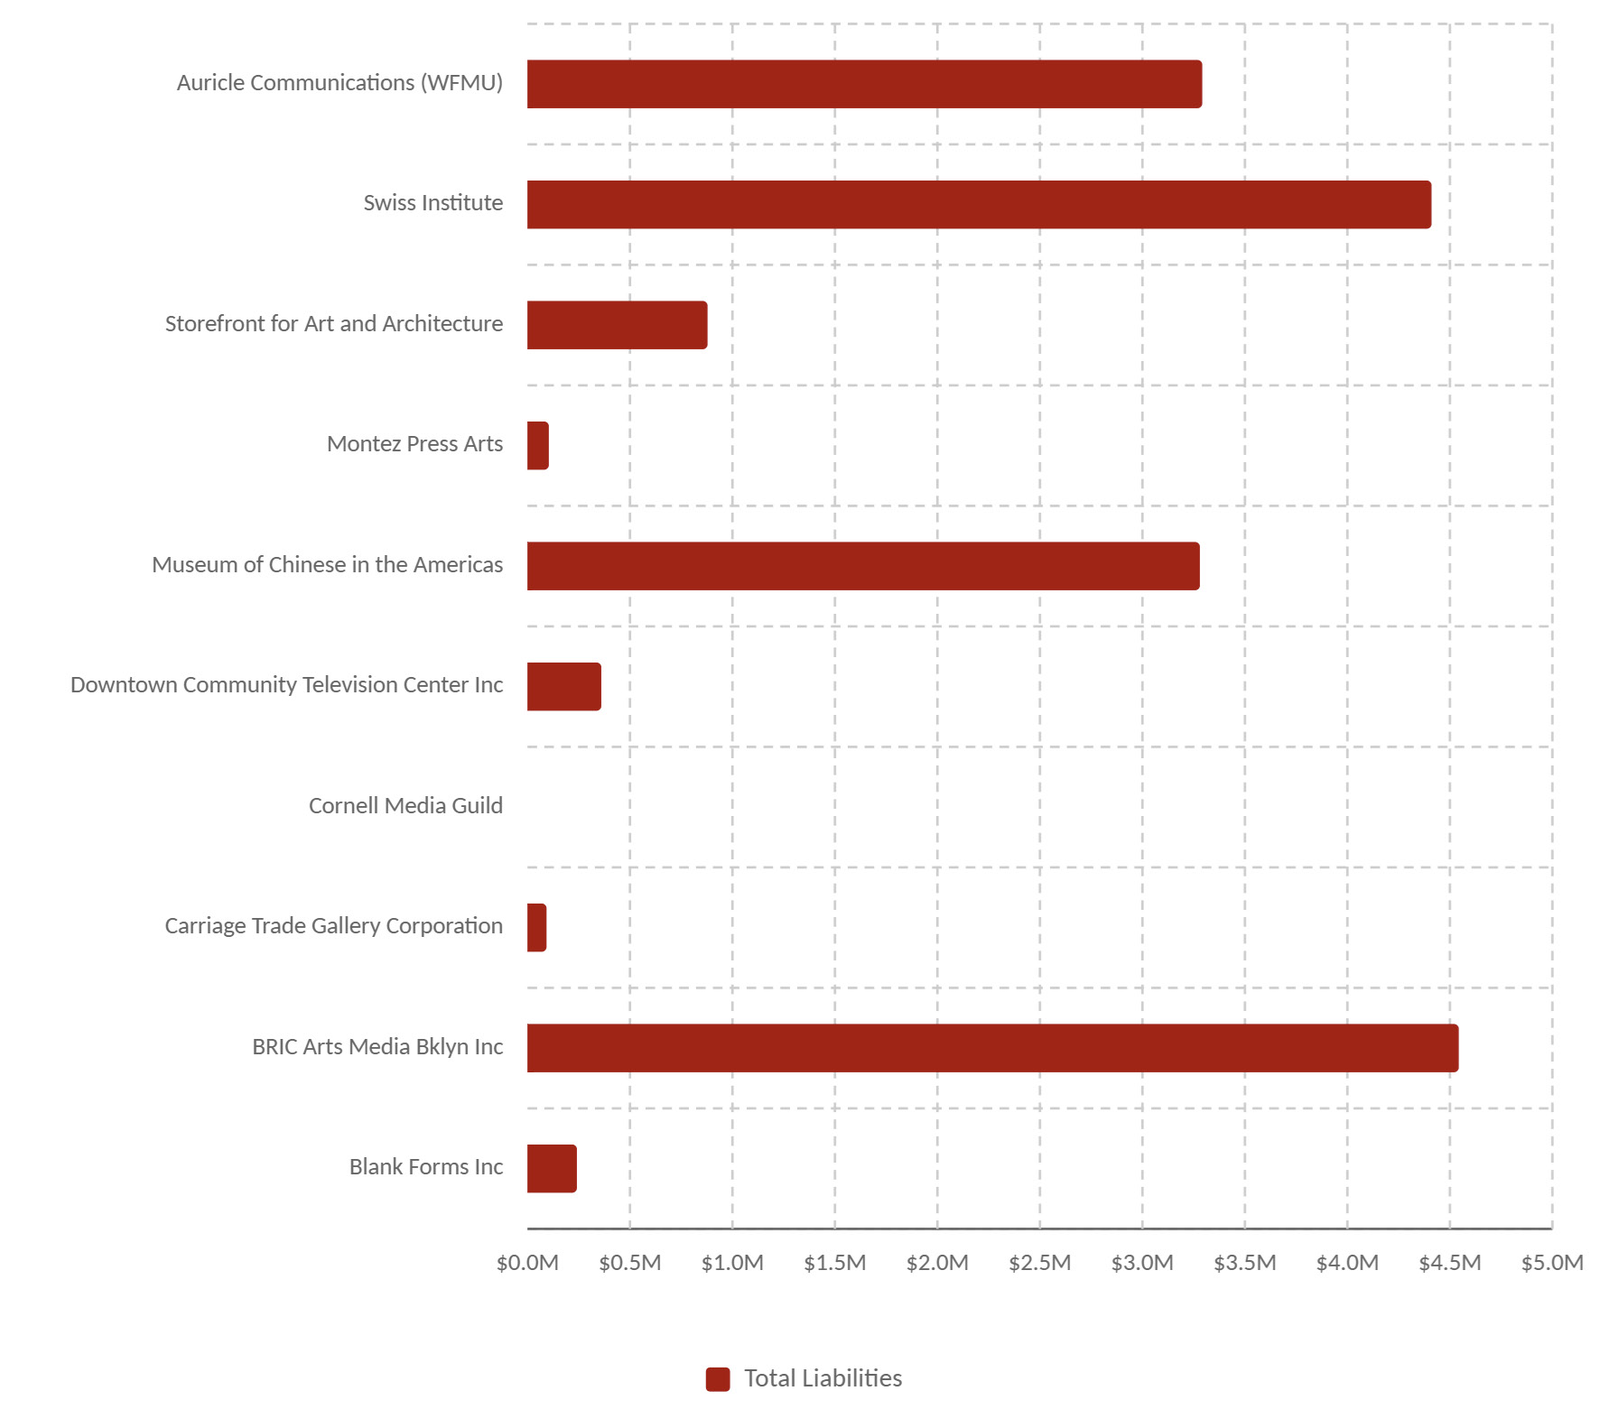 Auricle Communications (WFMU)
Swiss Institute
Storefront for Art and Architecture
Montez Press Arts
Museum of Chinese in the Americas
Downtown Community Television Center Inc
Cornell Media Guild
Carriage Trade Gallery Corporation
BRIC Arts Media Bklyn Inc
Blank Forms Inc
$0.0M $0.5M $1.0M $1.5M $2.0M $2.5M $3.0M $3.5M $4.0M $4.5M $5.0M
Total Liabilities